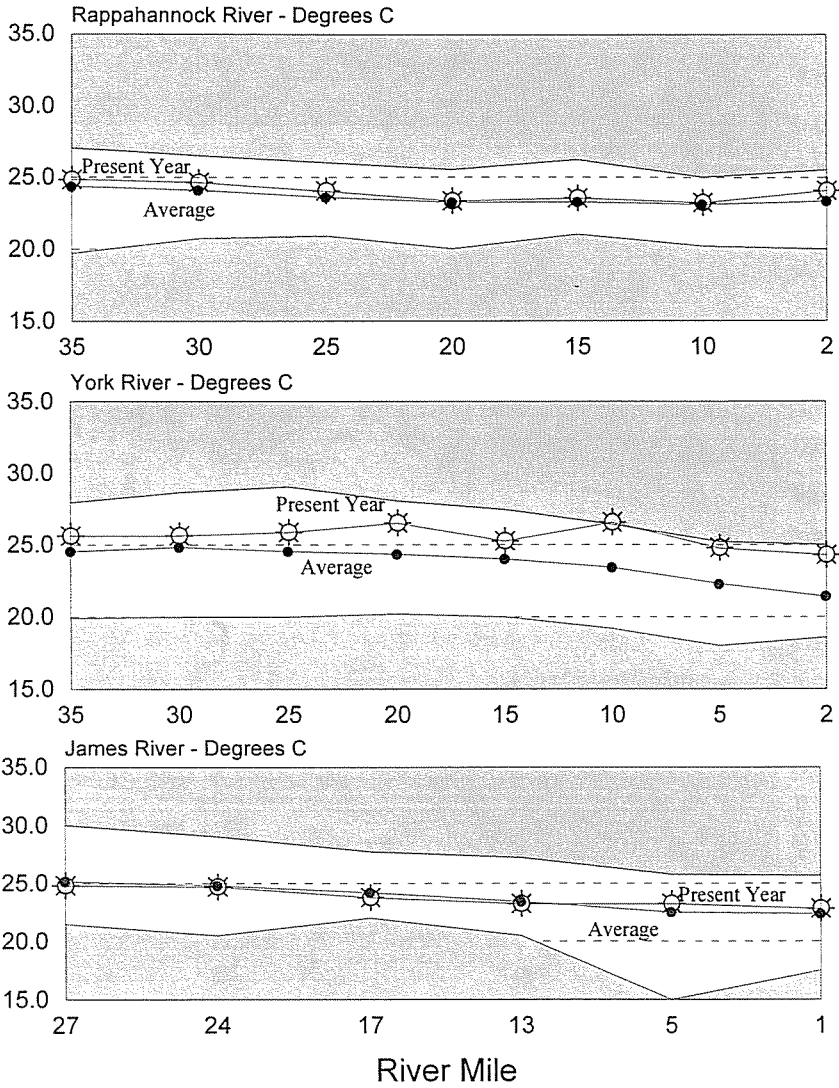 Rappahannock River - Degrees C
35.0
30.0
25.0
20.0
15.0
Present Year
Average
35 30 25 20 15 10 2
York River - Degrees C
35.0
30.0
25.0
20.0
15.0
Present Year
Average
35 30 25 20 15 10 5 2
James River - Degrees C
35.0
30.0
25.0
20.0
15.0
Present Year
Average
27 24 17 13 5 1
River Mile